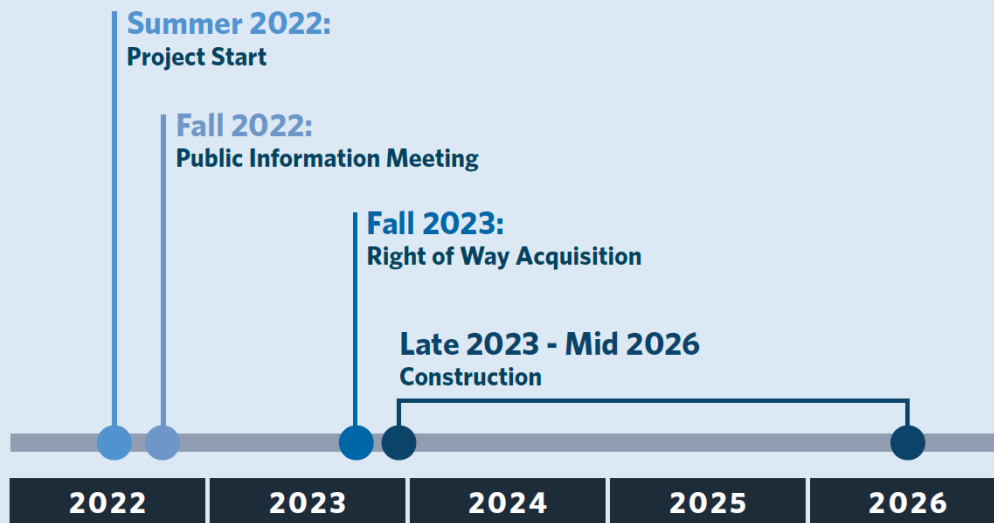 Summer 2022:
Project Start
Fall 2022:
Public Information Meeting
Fall 2023:
Right of Way Acquisition
Late 2023 - Mid 2026
Construction
2022 2023 2024 2025 2026